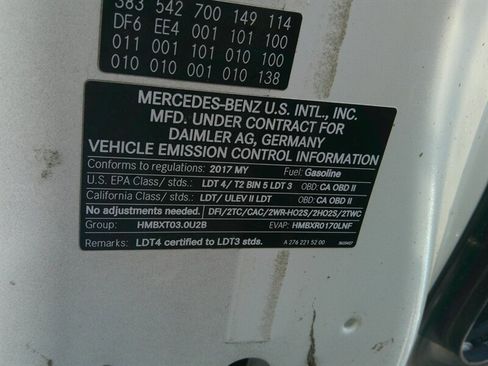 383 542 700 149 114
DF6 EE4 001 101 100
011 001 101 010 100
010 010 001 010 138
MERCEDES-BENZ U.S. INTL., INC.
MFD. UNDER CONTRACT FOR
DAIMLER AG, GERMANY
VEHICLE EMISSION CONTROL INFORMATION
Conforms to regulations: 2017 MY Fuel: Gasoline
U.S. EPA Class/ stds.: LDT 4/ T2 BIN 5 LDT 3 OBD: CA OBD II
California Class/ stds.: LDT/ ULEV II LDT OBD: CA OBD II
No adjustments needed. DFI/2TC/CAC/2WR-HO2S/2HO2S/2TWC
Group: HMBXT03.0U2B EVAP: HMBXR0170LNF
Remarks: LDT4 certified to LDT3 stds. A 276 221 52 00